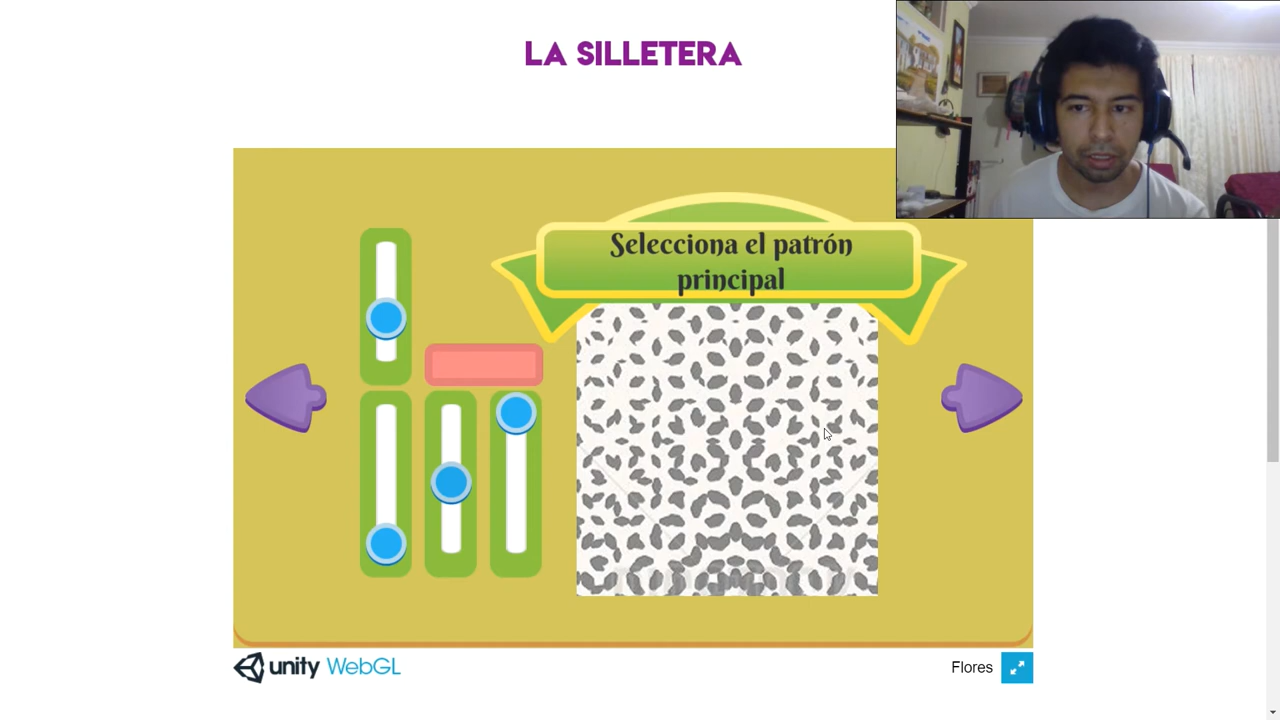 LA SILLETERA
Selecciona el patrón
principal
unity WebGL
Flores